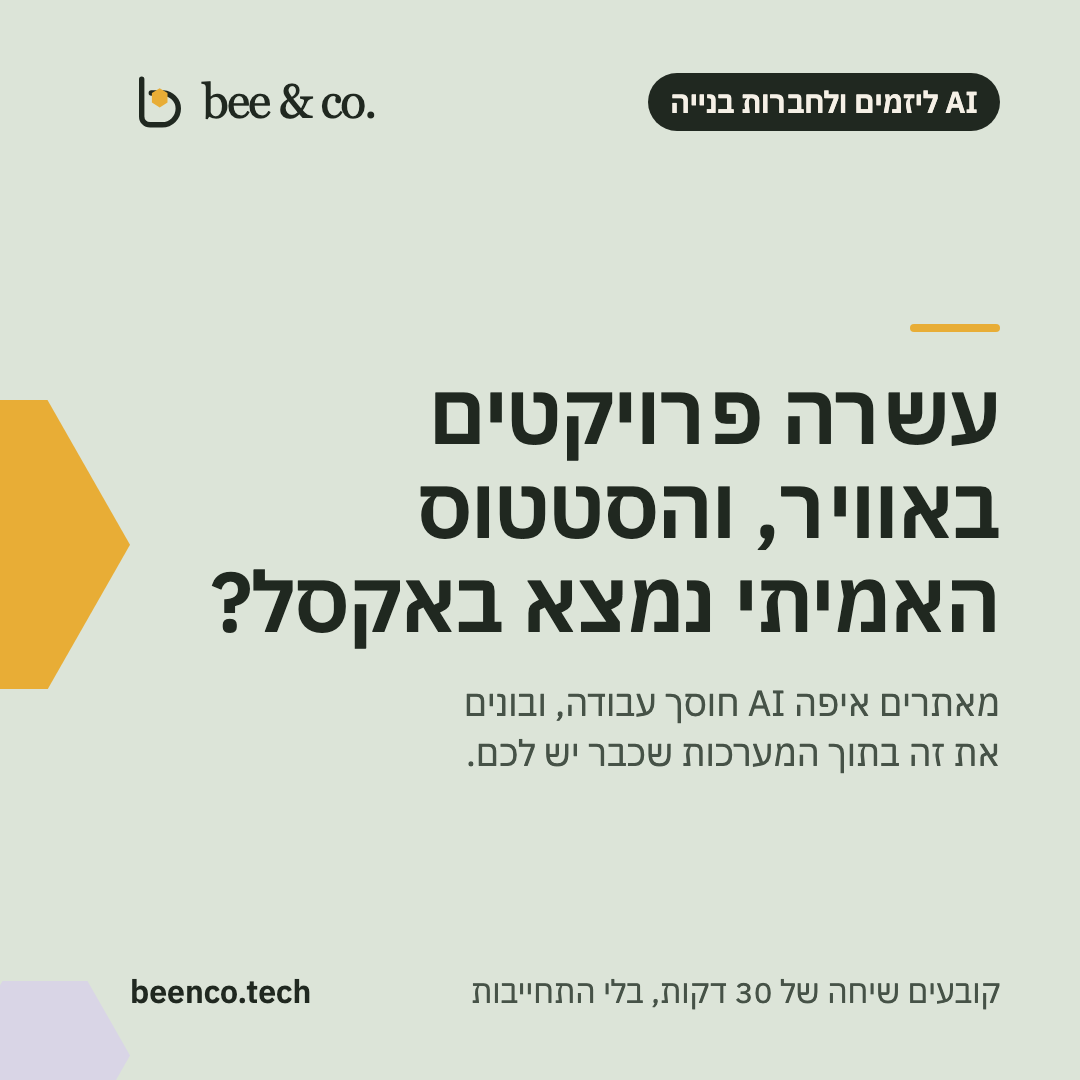 AI ליזמים ולחברות בנייה
bee & co.
עשרה פרויקטים
באוויר, והסטטוס
האמיתי נמצא באקסל?
מאתרים איפה AI חוסך עבודה, ובונים
את זה בתוך המערכות שכבר יש לכם.
קובעים שיחה של 30 דקות, בלי התחייבות
beenco.tech